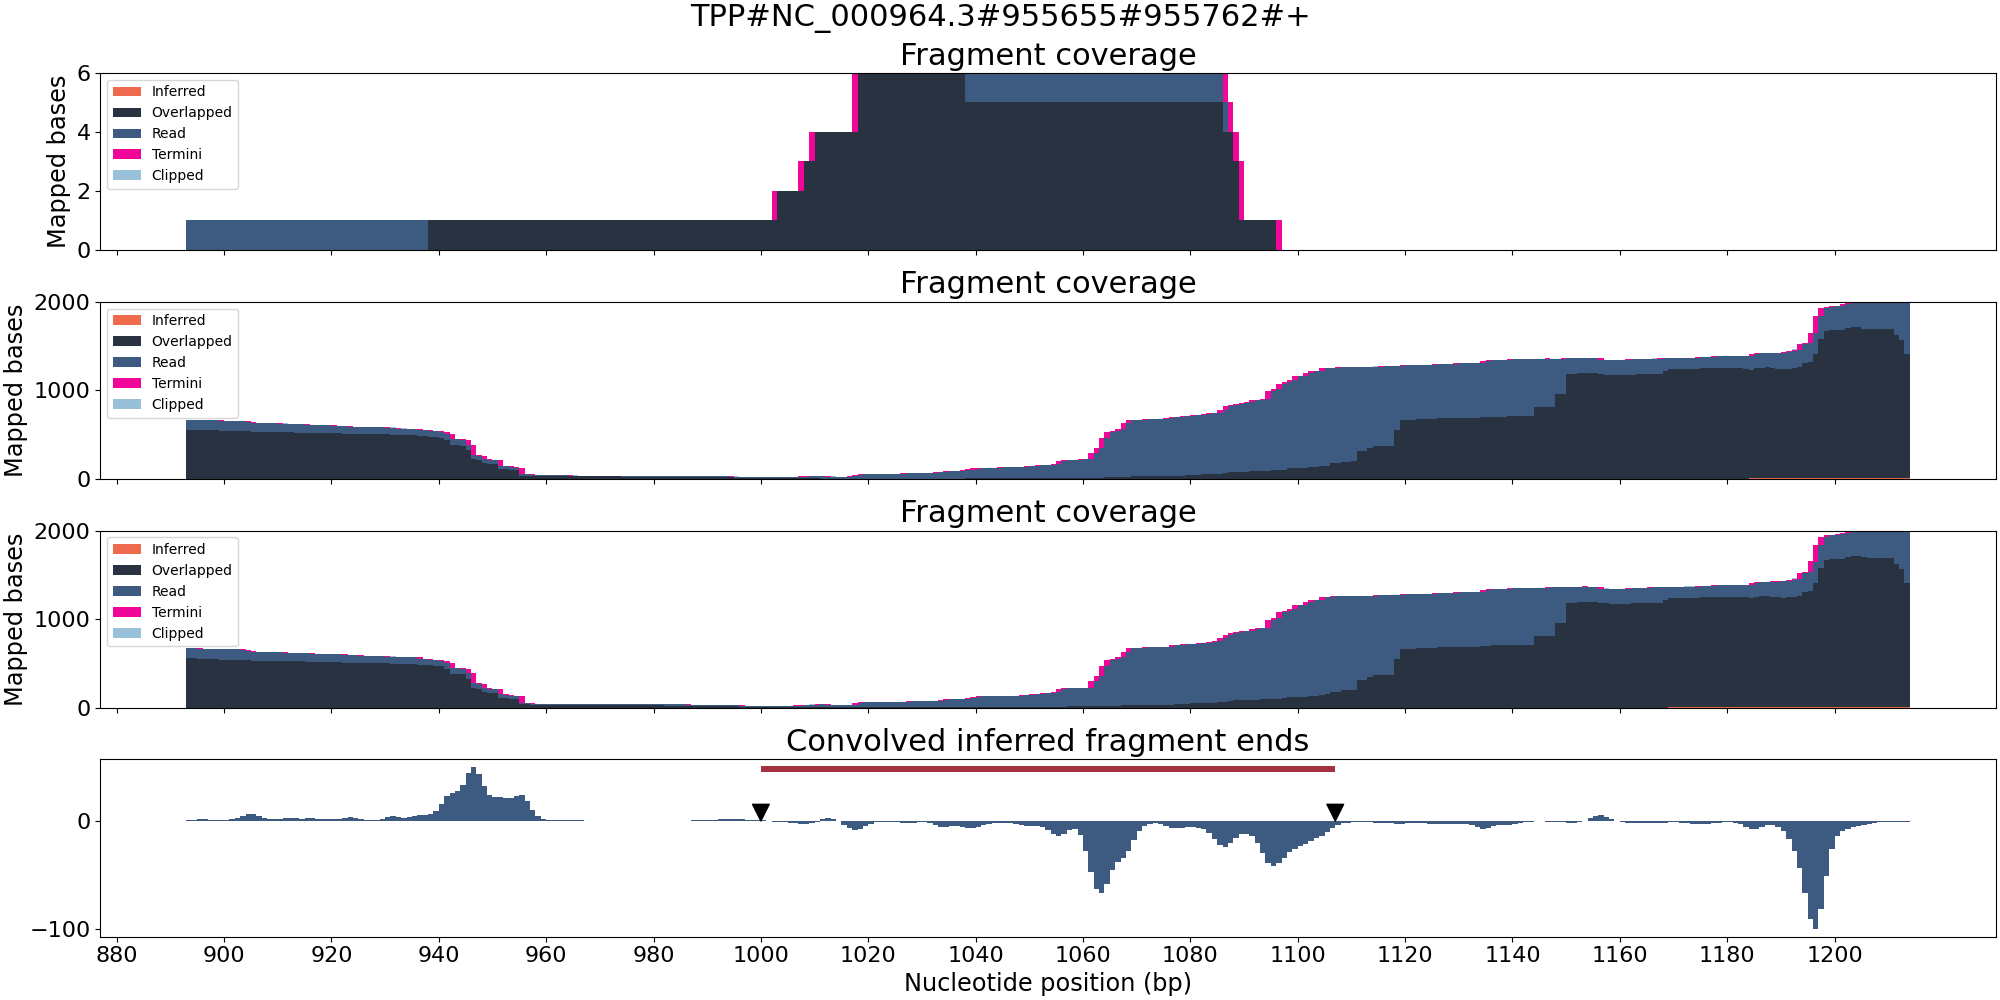 TPP#NC_000964.3#955655#955762#+
Fragment coverage
Mapped bases
6
4
2
0
Inferred
Overlapped
Read
Termini
Clipped
Fragment coverage
Mapped bases
2000
1000
0
Inferred
Overlapped
Read
Termini
Clipped
Fragment coverage
Mapped bases
2000
1000
0
Inferred
Overlapped
Read
Termini
Clipped
Convolved inferred fragment ends
0
−100
880 900 920 940 960 980 1000 1020 1040 1060 1080 1100 1120 1140 1160 1180 1200
Nucleotide position (bp)